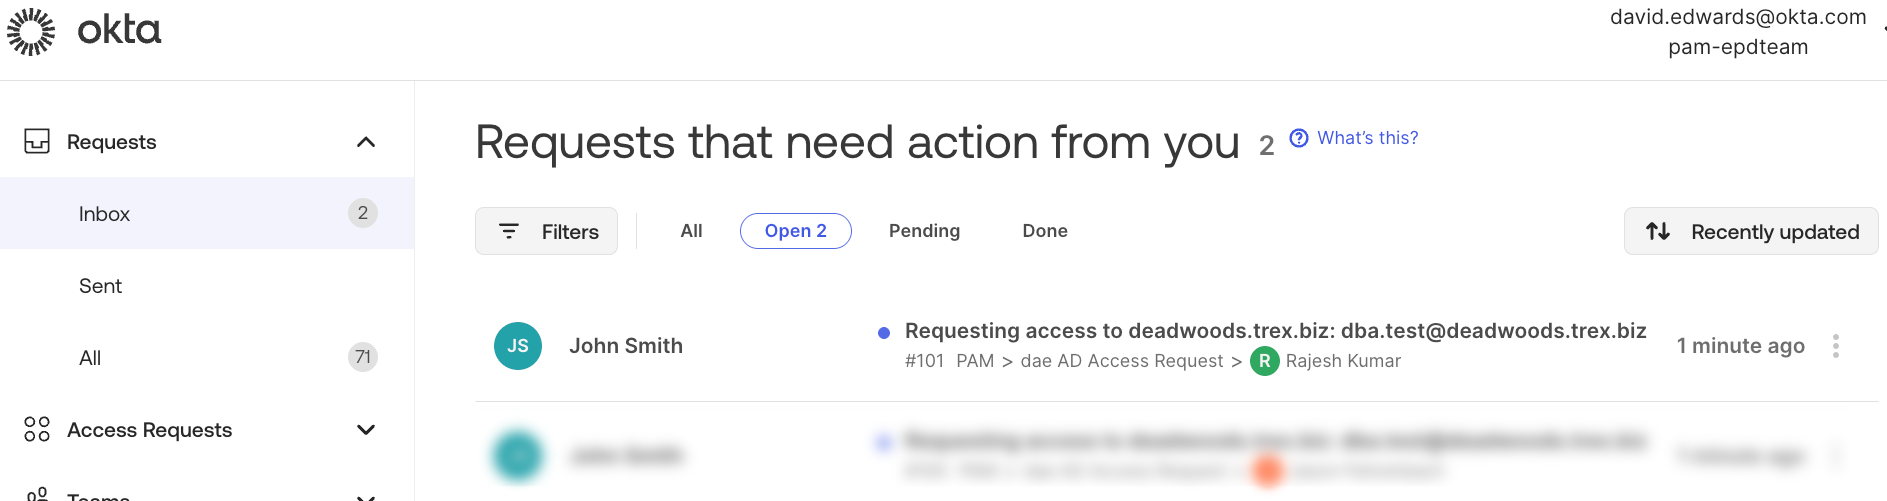 okta
david.edwards@okta.com
pam-epdteam
Requests
Inbox 2
Sent
All 71
Access Requests
Teams
Requests that need action from you 2 What's this?
Filters All Open 2 Pending Done Recently updated
JS John Smith
Requesting access to deadwoods.trex.biz: dba.test@deadwoods.trex.biz
#101 PAM > dae AD Access Request > R Rajesh Kumar
1 minute ago